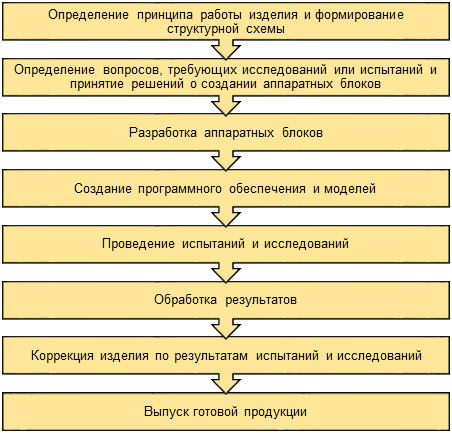 Определение принципа работы изделия и формирование
структурной схемы
Определение вопросов, требующих исследований или испытаний и
принятие решений о создании аппаратных блоков
Разработка аппаратных блоков
Создание программного обеспечения и моделей
Проведение испытаний и исследований
Обработка результатов
Коррекция изделия по результатам испытаний и исследований
Выпуск готовой продукции